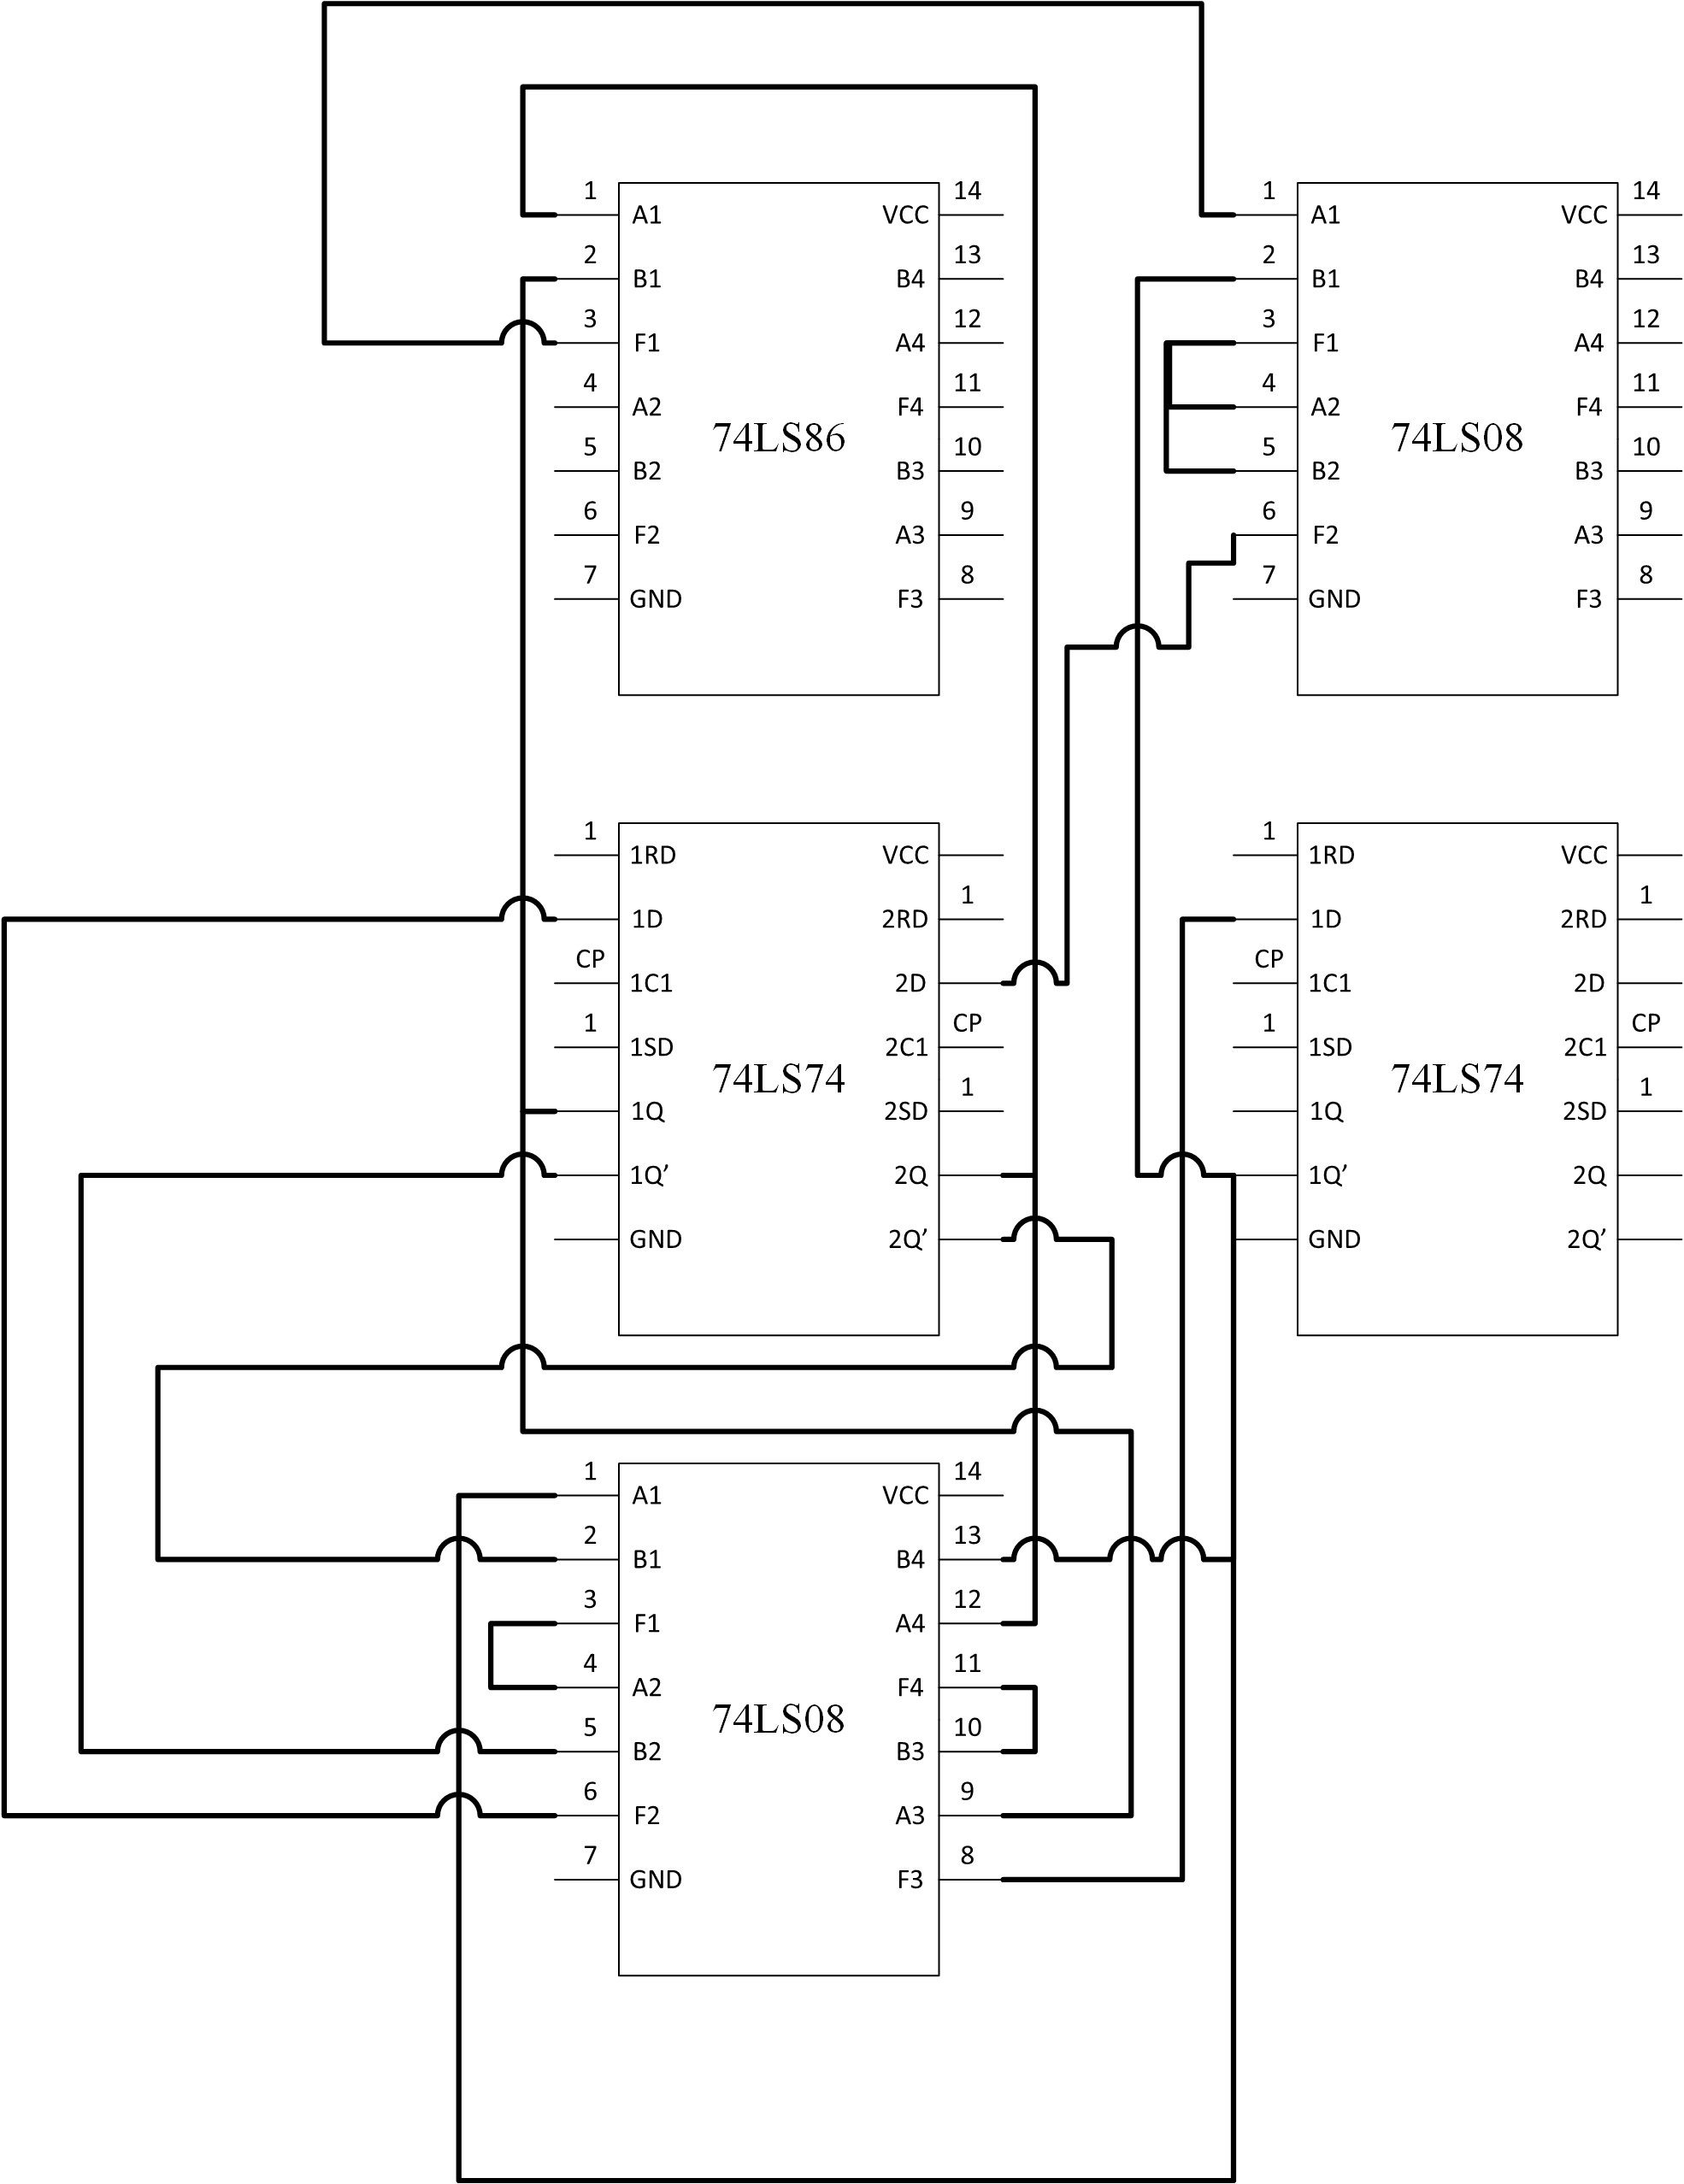 1 14
A1 VCC
2 13
B1 B4
3 12
F1 A4
4 11
A2 F4
74LS86
5 10
B2 B3
6 9
F2 A3
7 8
GND F3
1 14
A1 VCC
2 13
B1 B4
3 12
F1 A4
4 11
A2 F4
74LS08
5 10
B2 B3
6 9
F2 A3
7 8
GND F3
1
1RD VCC
1
1D 2RD
CP
1C1 2D
1 CP
1SD 2C1
74LS74
1
1Q 2SD
1Q’ 2Q
GND 2Q’
1
1RD VCC
1
1D 2RD
CP
1C1 2D
1 CP
1SD 2C1
74LS74
1
1Q 2SD
1Q’ 2Q
GND 2Q’
1 14
A1 VCC
2 13
B1 B4
3 12
F1 A4
4 11
A2 F4
74LS08
5 10
B2 B3
6 9
F2 A3
7 8
GND F3